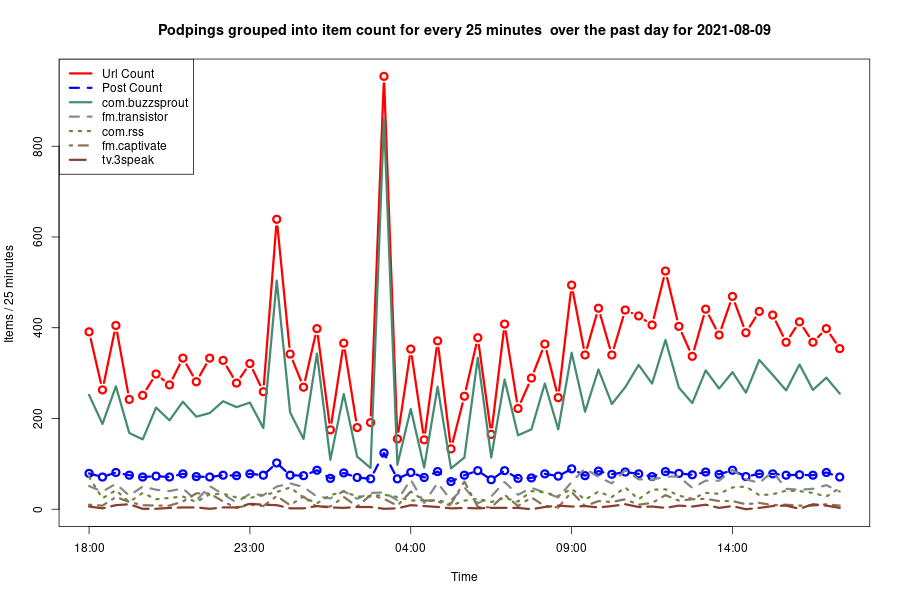 Podpings grouped into item count for every 25 minutes  over the past day for 2021-08-09
Url Count
Post Count
com.buzzsprout
fm.transistor
com.rss
fm.captivate
tv.3speak
Items / 25 minutes
800
600
400
200
0
18:00 23:00 04:00 09:00 14:00
Time